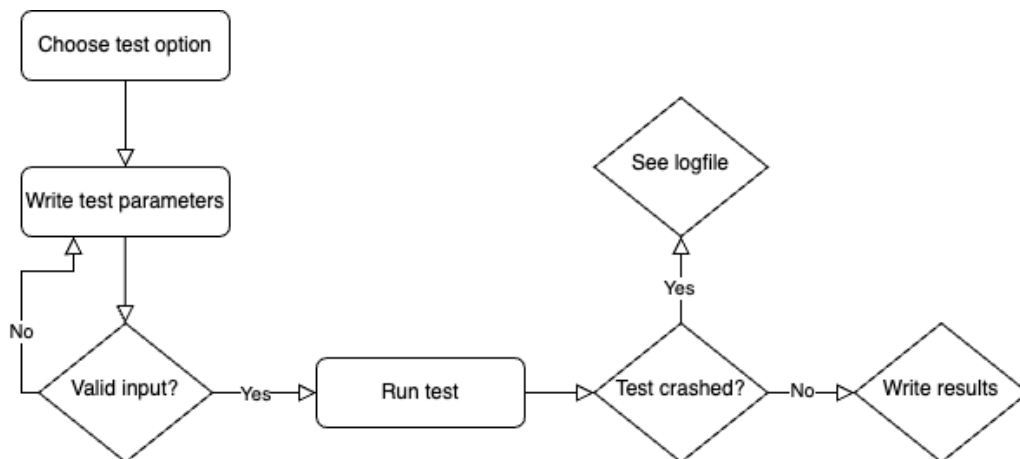 Choose test option
Write test parameters
No
Valid input?
Yes
Run test
See logfile
Yes
Test crashed?
No
Write results